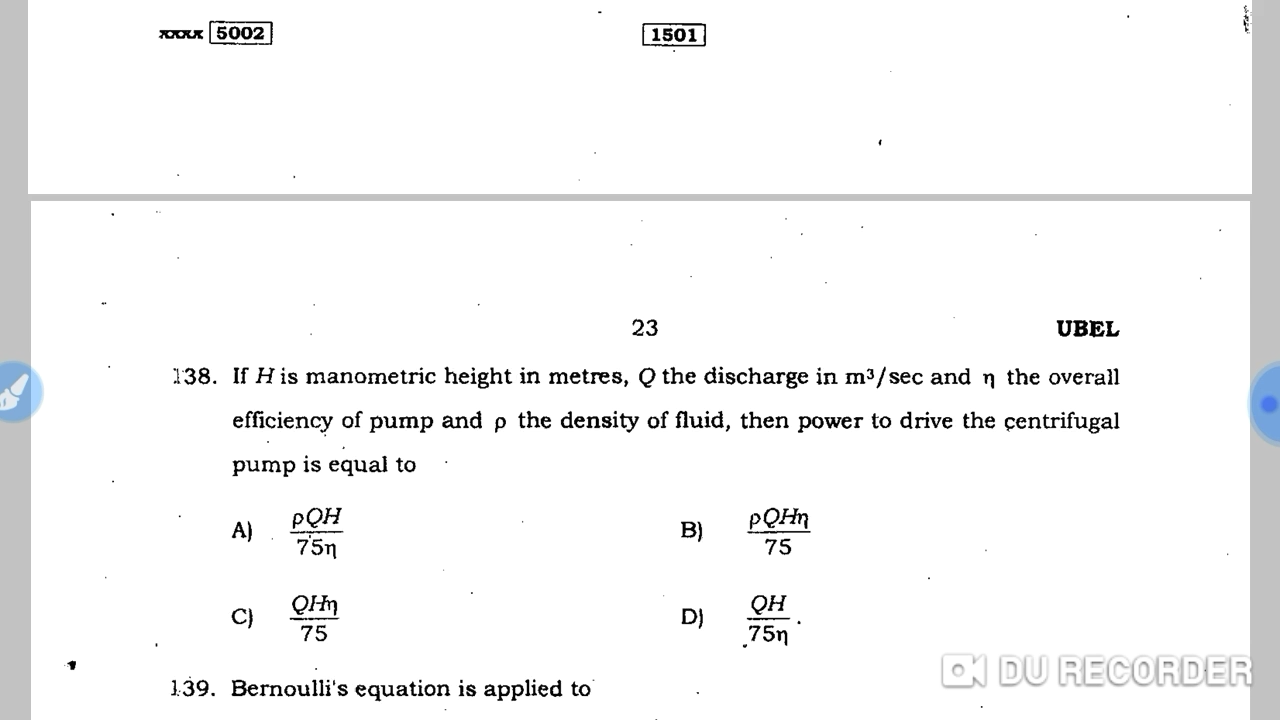 xxxx 5002
1501
23
UBEL
138. If H is manometric height in metres, Q the discharge in m³/sec and η the overall
efficiency of pump and ρ the density of fluid, then power to drive the centrifugal
pump is equal to
A) ρQH/75η
B) ρQHη/75
C) QHη/75
D) QH/75η .
139. Bernoulli's equation is applied to
DU RECORDER